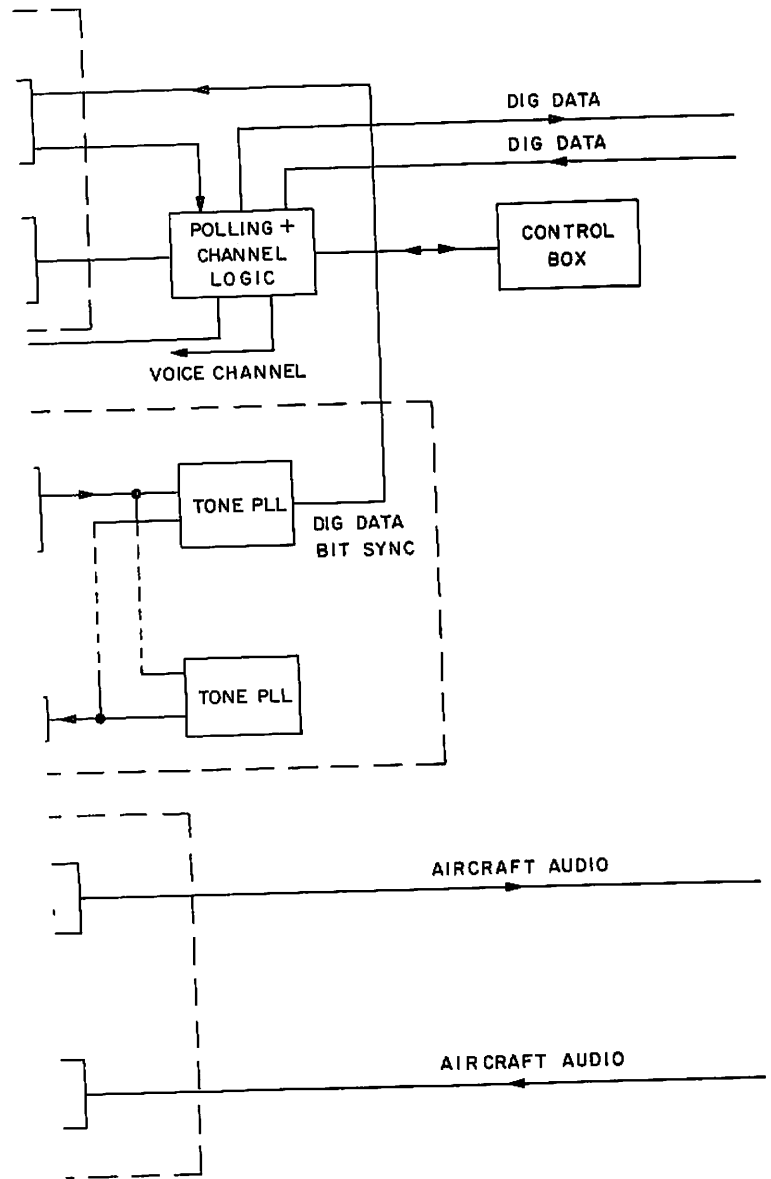 DIG DATA
DIG DATA
POLLING +
CHANNEL
LOGIC
CONTROL
BOX
VOICE CHANNEL
TONE PLL
DIG DATA
BIT SYNC
TONE PLL
AIRCRAFT AUDIO
AIRCRAFT AUDIO